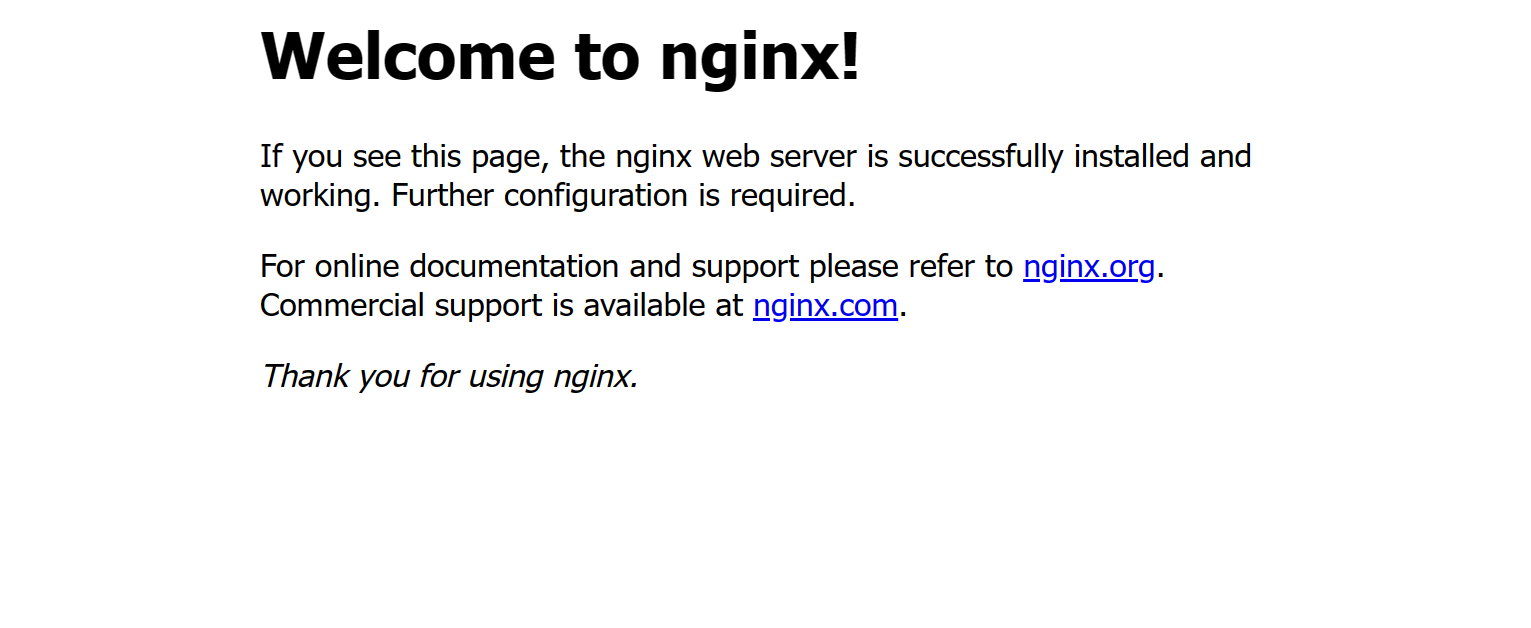 Welcome to nginx!
If you see this page, the nginx web server is successfully installed and
working. Further configuration is required.
For online documentation and support please refer to nginx.org.
Commercial support is available at nginx.com.
Thank you for using nginx.